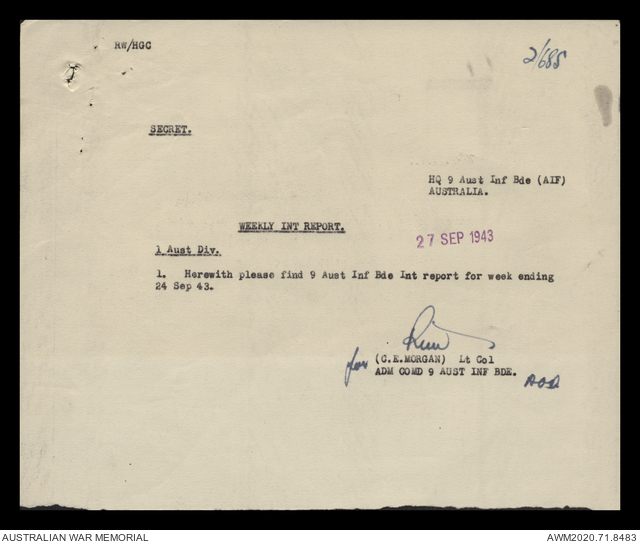 RW/HGC
2/685
SECRET.
HQ 9 Aust Inf Bde (AIF)
AUSTRALIA.
WEEKLY INT REPORT.
27 SEP 1943
1 Aust Div.
1. Herewith please find 9 Aust Inf Bde Int report for week ending
24 Sep 43.
for (C.E.MORGAN) Lt Col
ADM COMD 9 AUST INF BDE.
AUSTRALIAN WAR MEMORIAL
AWM2020.71.8483